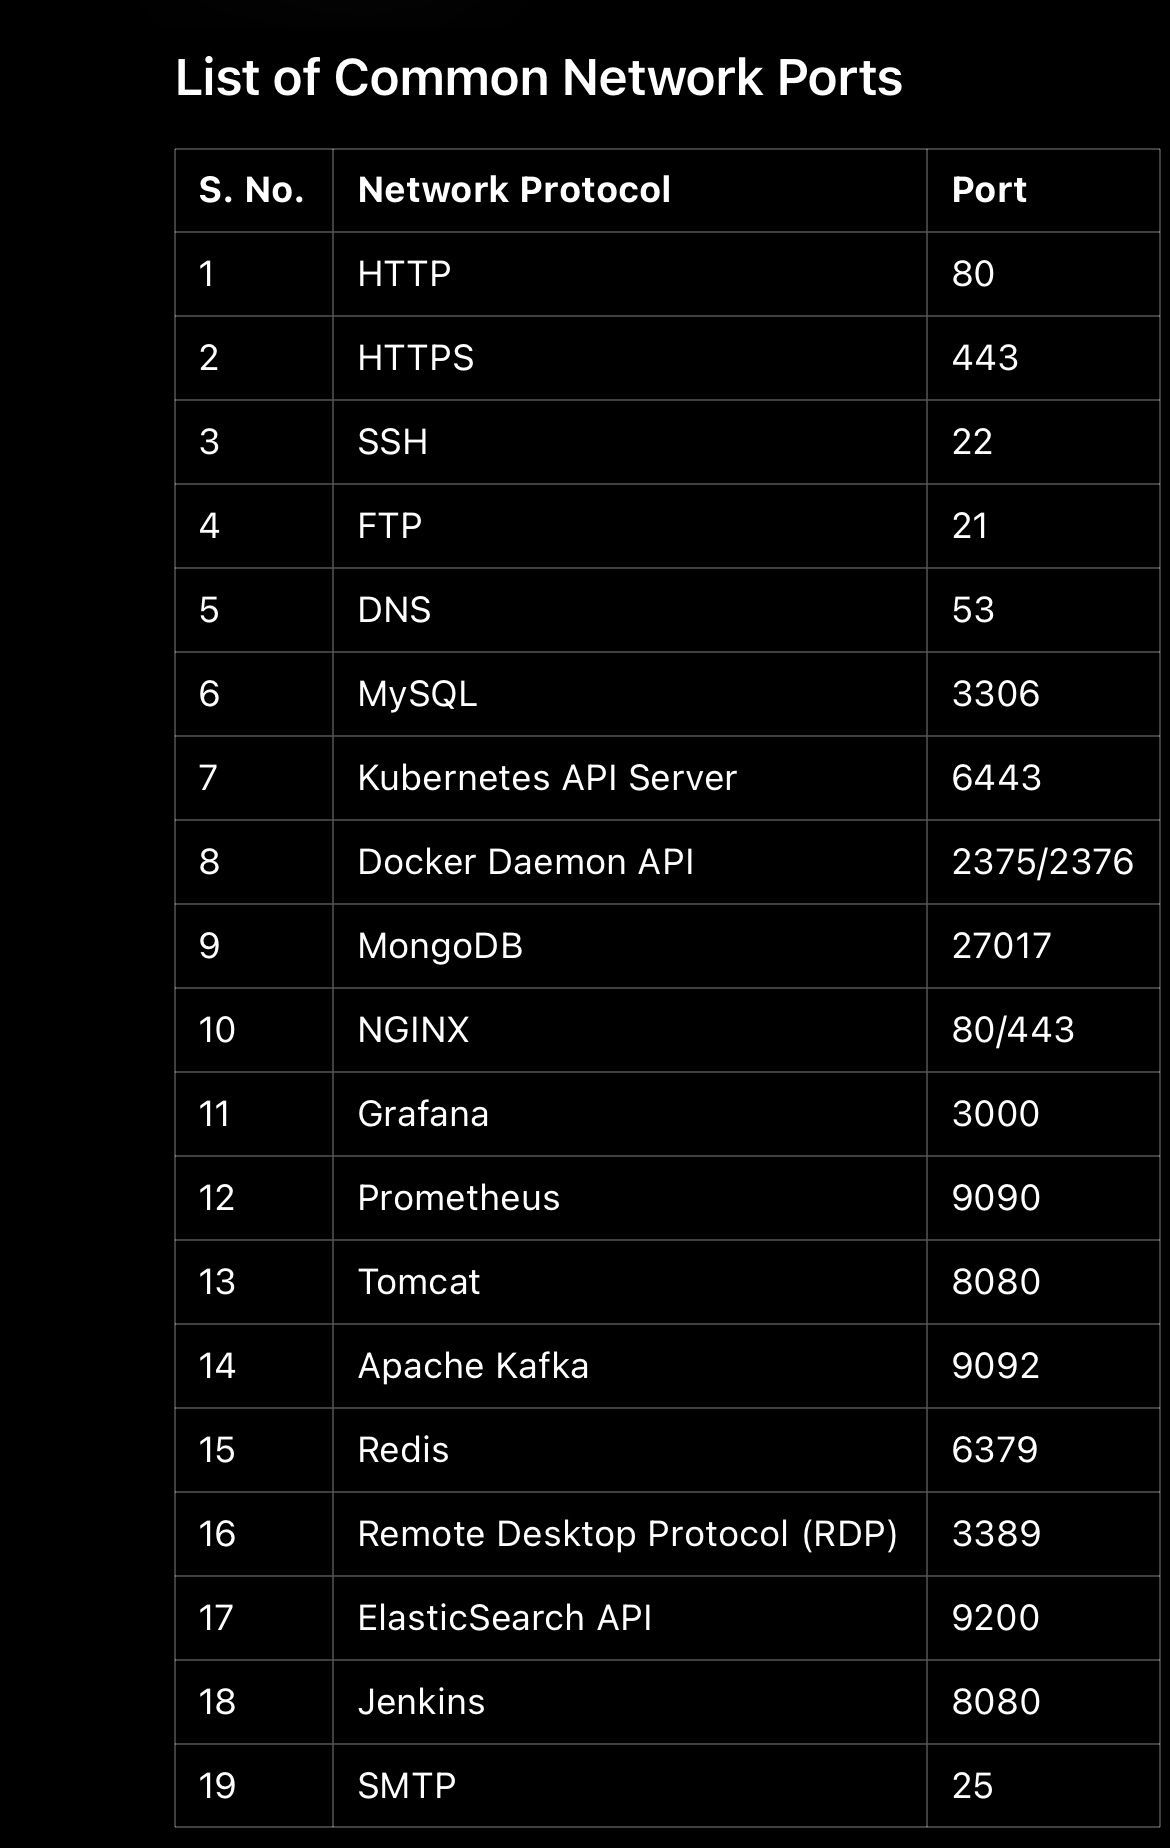 List of Common Network Ports
S. No. Network Protocol Port
1 HTTP 80
2 HTTPS 443
3 SSH 22
4 FTP 21
5 DNS 53
6 MySQL 3306
7 Kubernetes API Server 6443
8 Docker Daemon API 2375/2376
9 MongoDB 27017
10 NGINX 80/443
11 Grafana 3000
12 Prometheus 9090
13 Tomcat 8080
14 Apache Kafka 9092
15 Redis 6379
16 Remote Desktop Protocol (RDP) 3389
17 ElasticSearch API 9200
18 Jenkins 8080
19 SMTP 25